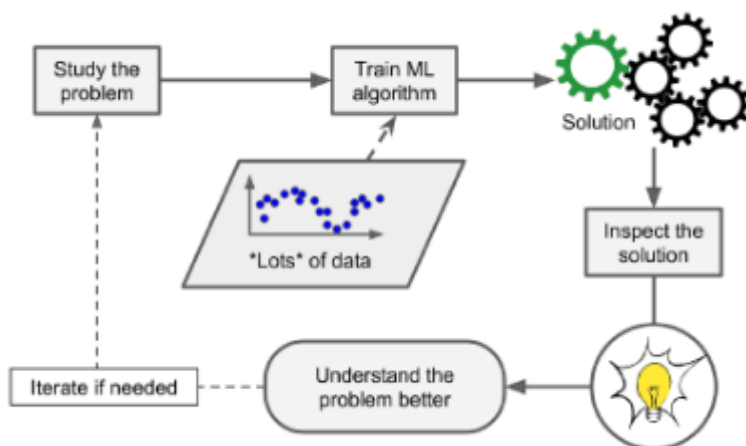 Study the
problem
Train ML
algorithm
Solution
*Lots* of data
Inspect the
solution
Understand the
problem better
Iterate if needed